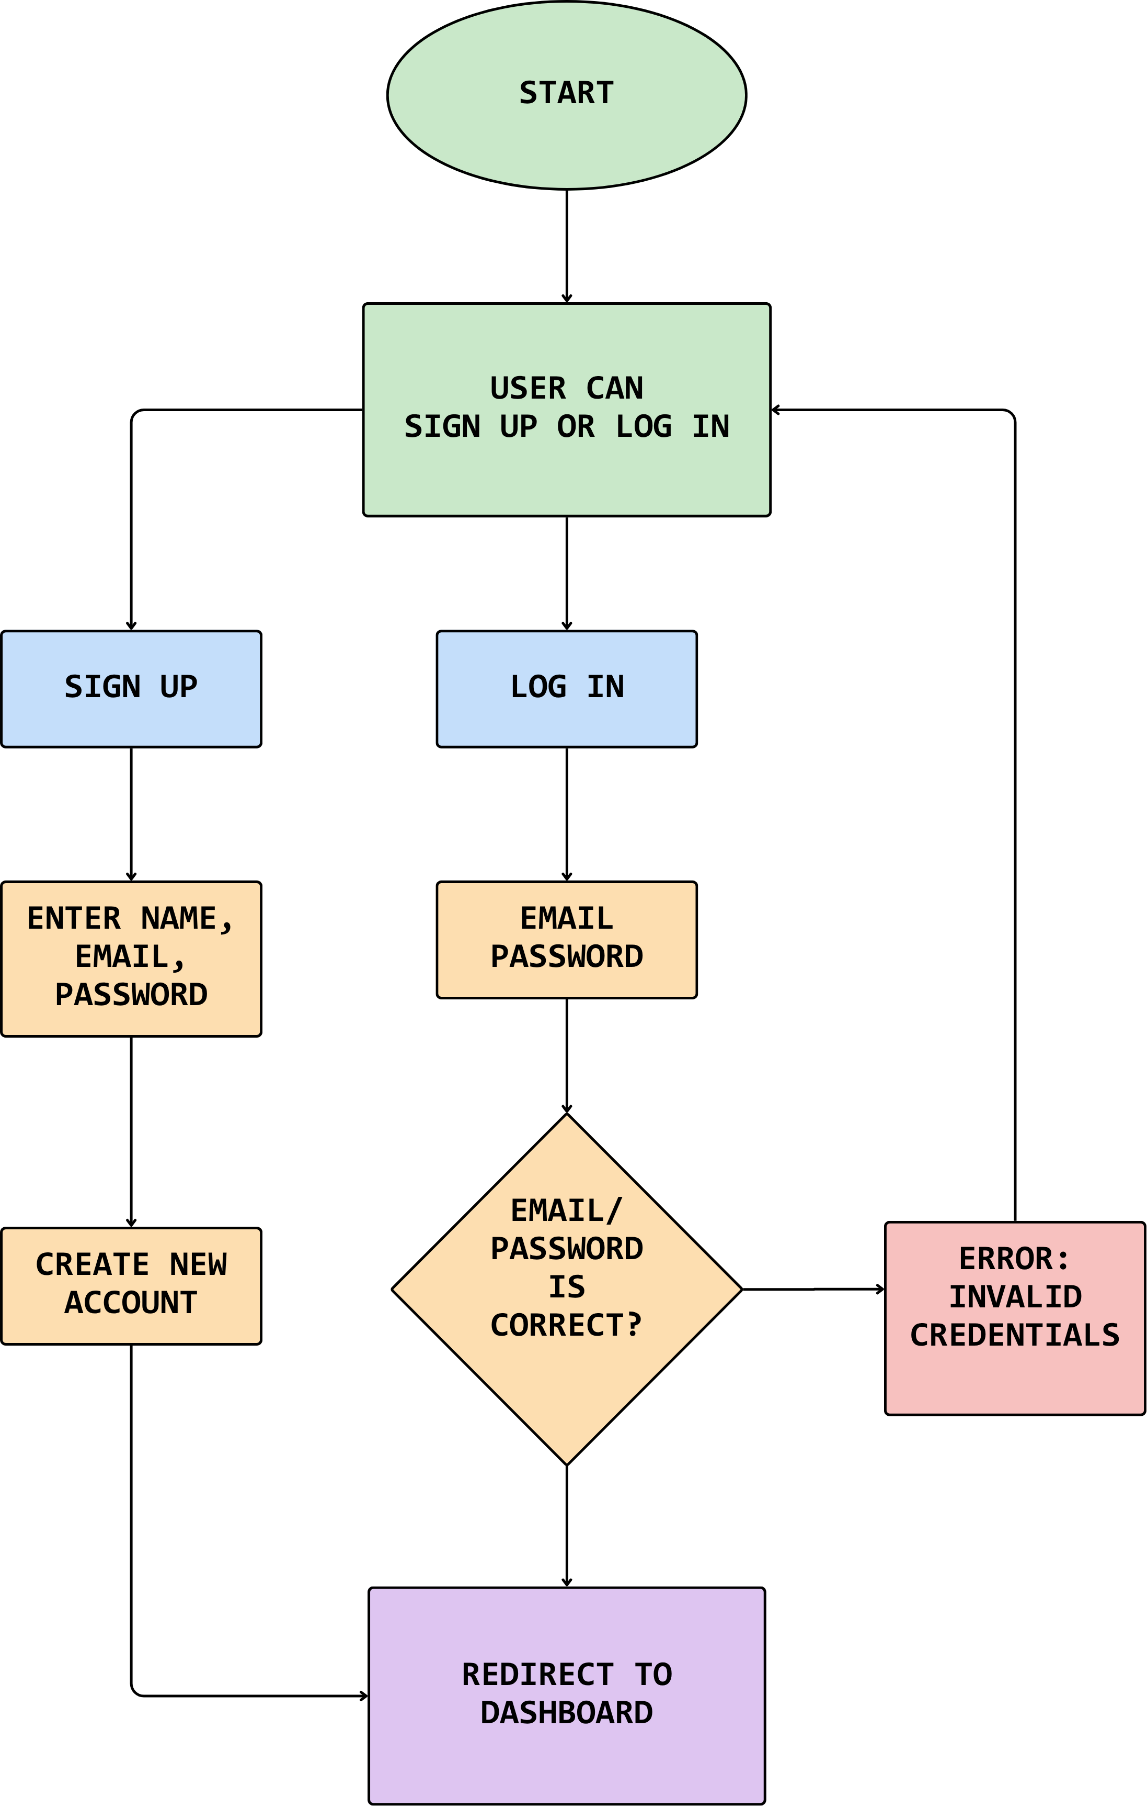 START
USER CAN
SIGN UP OR LOG IN
SIGN UP
LOG IN
ENTER NAME,
EMAIL,
PASSWORD
EMAIL
PASSWORD
EMAIL/
PASSWORD
IS
CORRECT?
CREATE NEW
ACCOUNT
ERROR:
INVALID
CREDENTIALS
REDIRECT TO
DASHBOARD